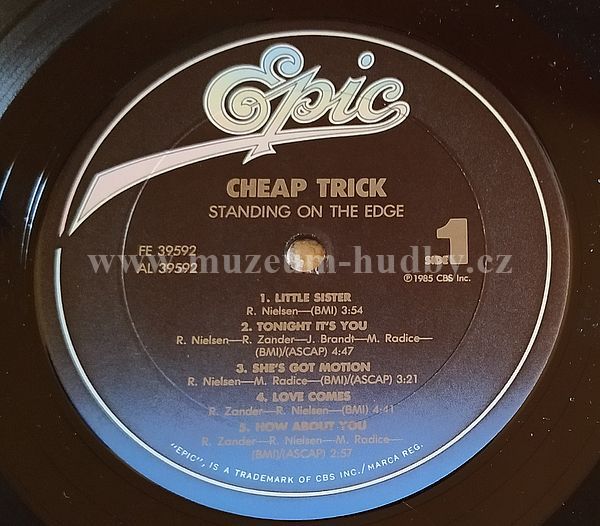 Epic
CHEAP TRICK
STANDING ON THE EDGE
FE 39592
AL 39592
SIDE 1
℗ 1985 CBS Inc.
www.muzeum-hudby.cz
1. LITTLE SISTER
R. Nielsen—(BMI) 3:54
2. TONIGHT IT'S YOU
R. Nielsen—R. Zander—J. Brandt—M. Radice—
(BMI)/(ASCAP) 4:47
3. SHE'S GOT MOTION
R. Nielsen—M. Radice—(BMI)/(ASCAP) 3:21
4. LOVE COMES
R. Zander—R. Nielsen—(BMI) 4:41
5. HOW ABOUT YOU
R. Zander—R. Nielsen—M. Radice—
(BMI)/(ASCAP) 2:57
"EPIC", IS A TRADEMARK OF CBS INC./MARCA REG.